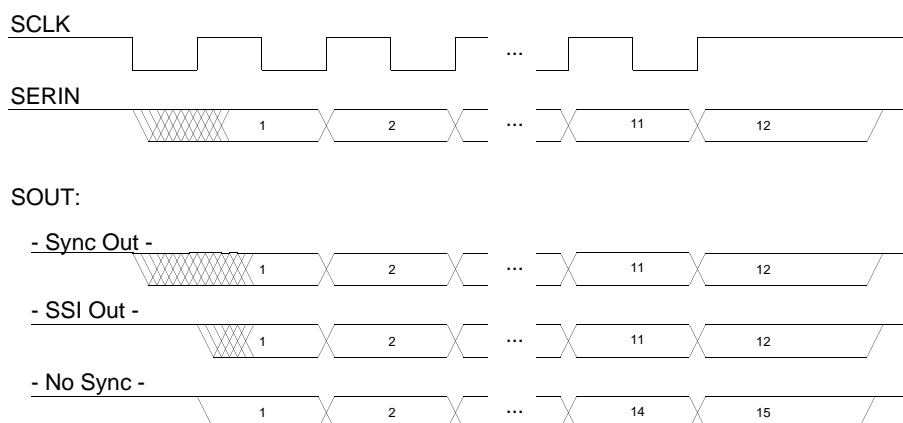 SCLK
...
SERIN
1 2 ... 11 12
SOUT:
- Sync Out -
1 2 ... 11 12
- SSI Out -
1 2 ... 11 12
- No Sync -
1 2 ... 14 15